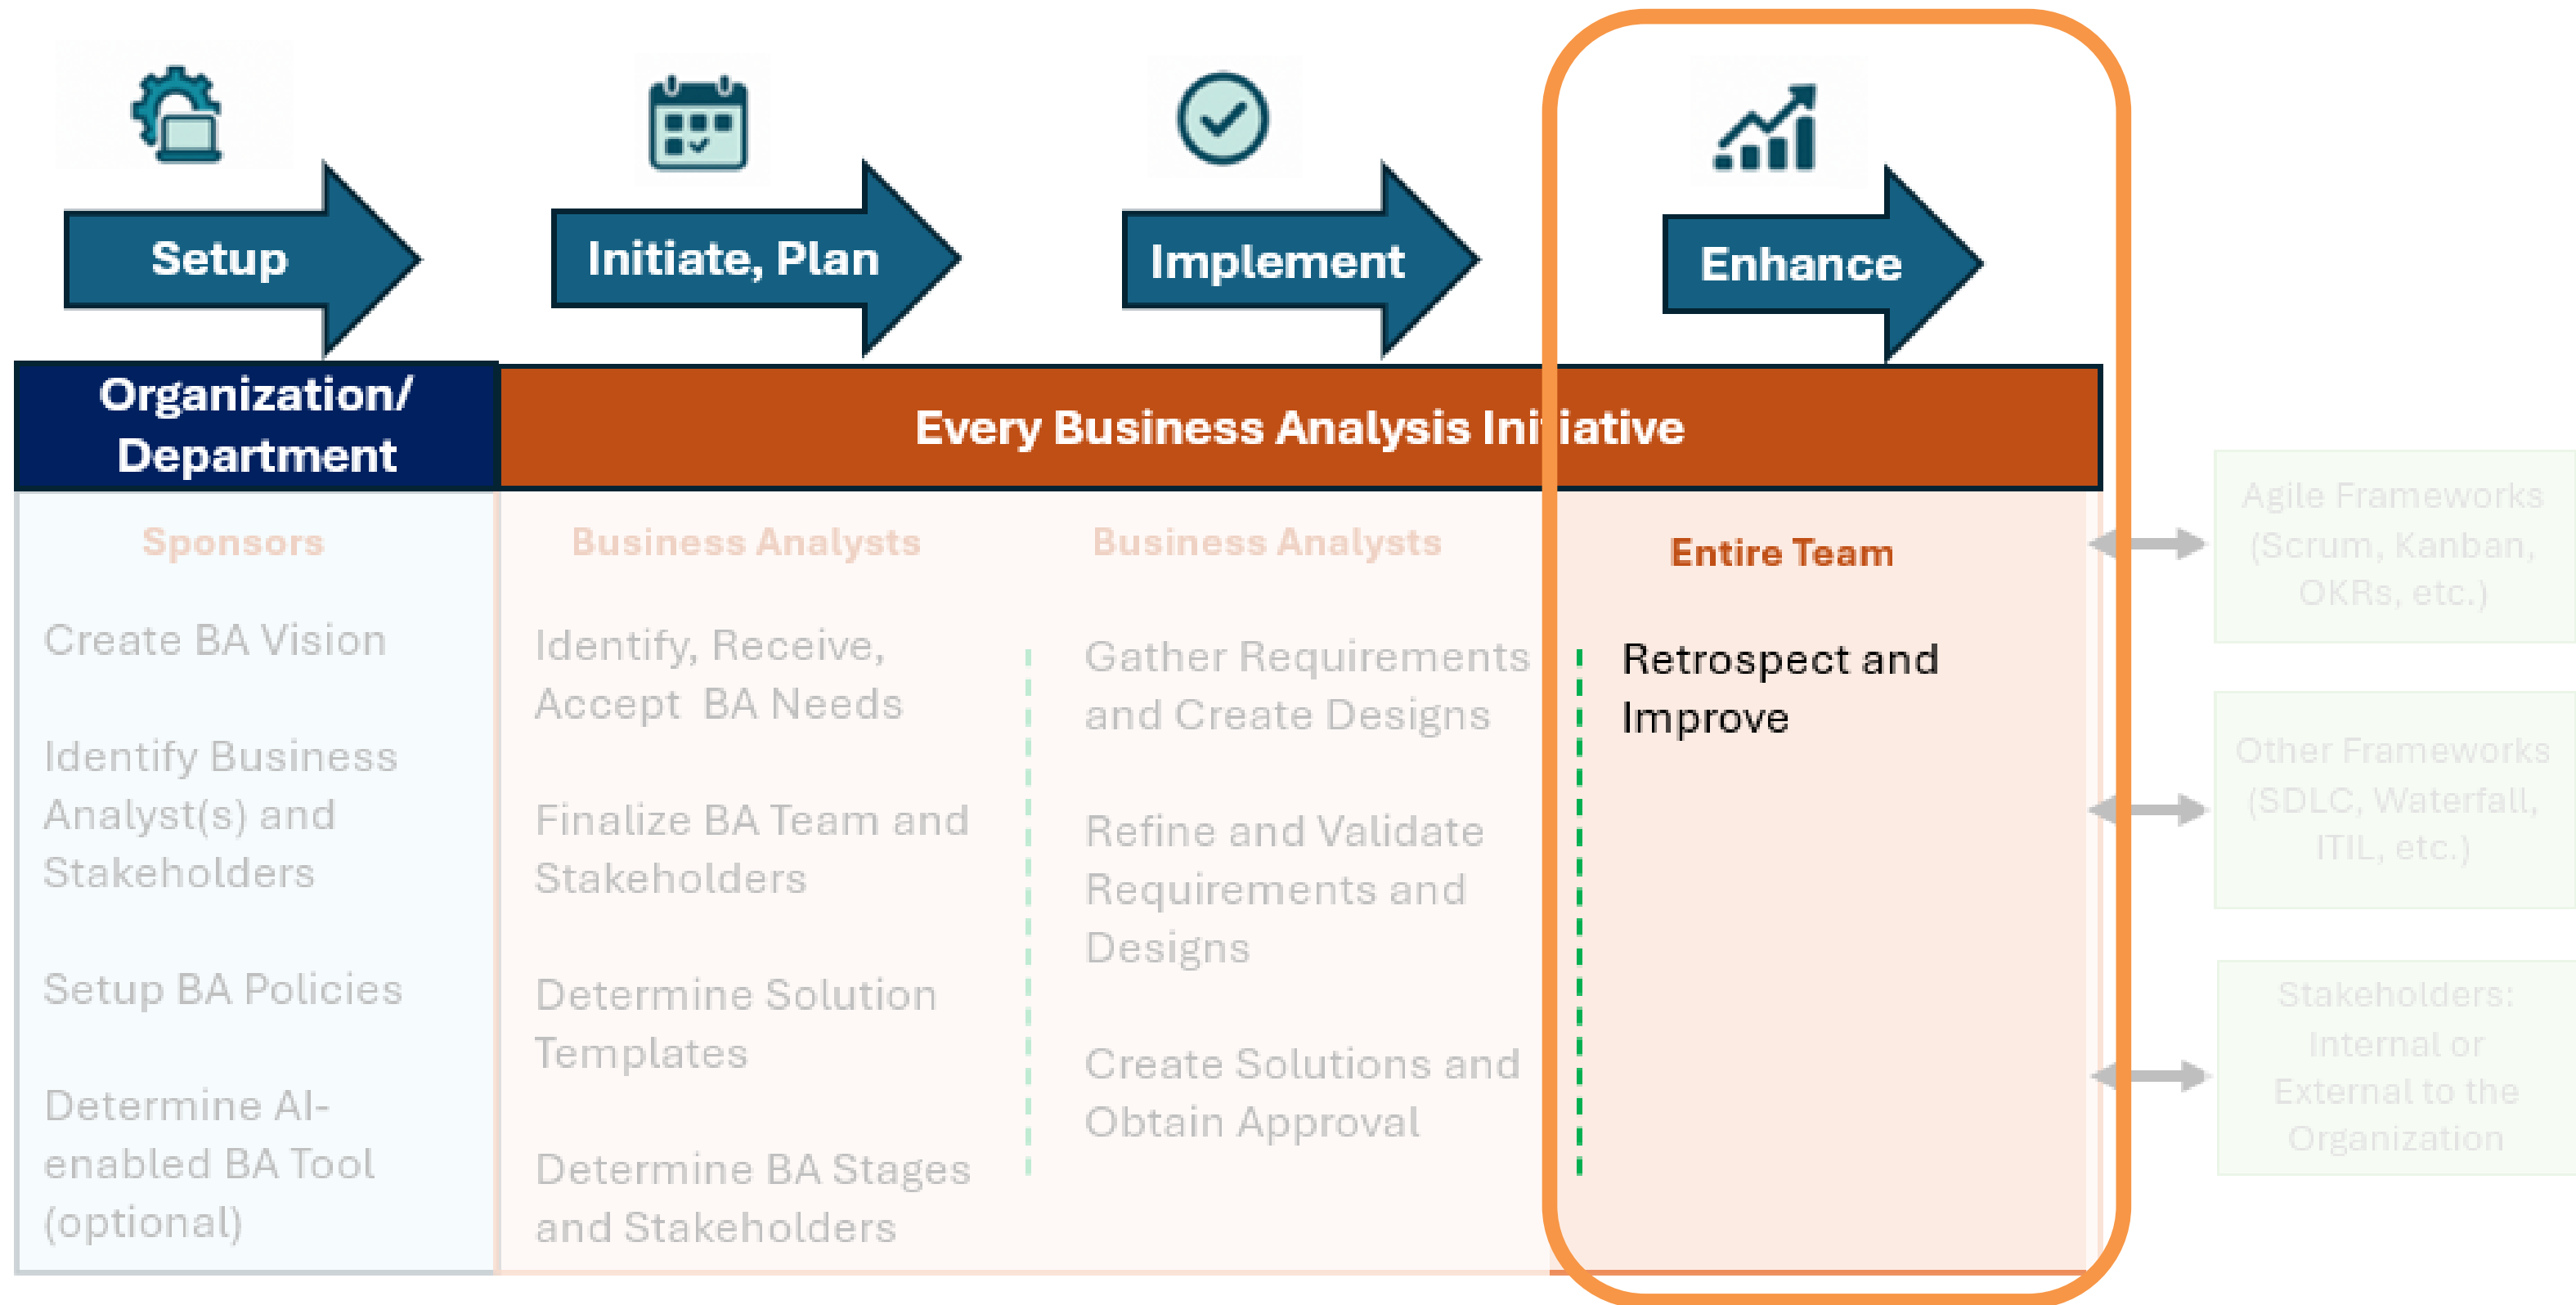 Setup
Initiate, Plan
Implement
Enhance
Organization/
Department
Every Business Analysis Initiative
Sponsors
Create BA Vision
Identify Business
Analyst(s) and
Stakeholders
Setup BA Policies
Determine AI-
enabled BA Tool
(optional)
Business Analysts
Identify, Receive,
Accept BA Needs
Finalize BA Team and
Stakeholders
Determine Solution
Templates
Determine BA Stages
and Stakeholders
Business Analysts
Gather Requirements
and Create Designs
Refine and Validate
Requirements and
Designs
Create Solutions and
Obtain Approval
Entire Team
Retrospect and
Improve
Agile Frameworks
(Scrum, Kanban,
OKRs, etc.)
Other Frameworks
(SDLC, Waterfall,
ITIL, etc.)
Stakeholders:
Internal or
External to the
Organization